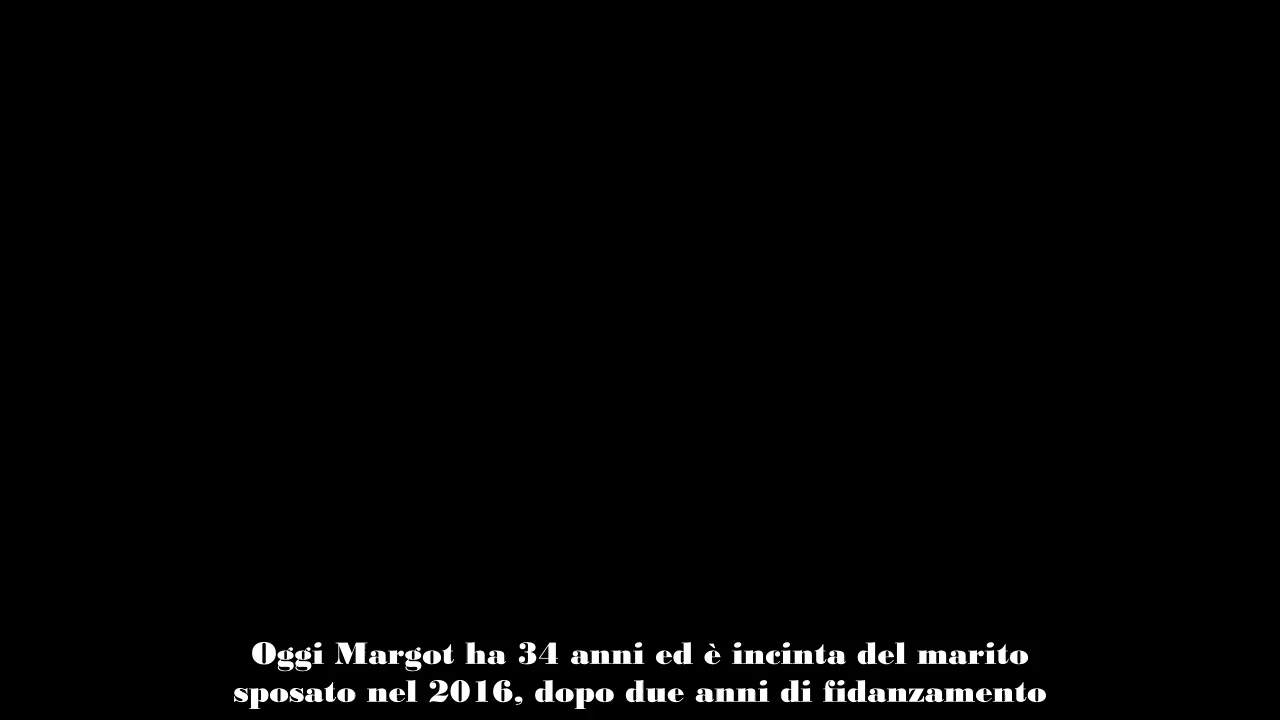 Oggi Margot ha 34 anni ed è incinta del marito
sposato nel 2016, dopo due anni di fidanzamento